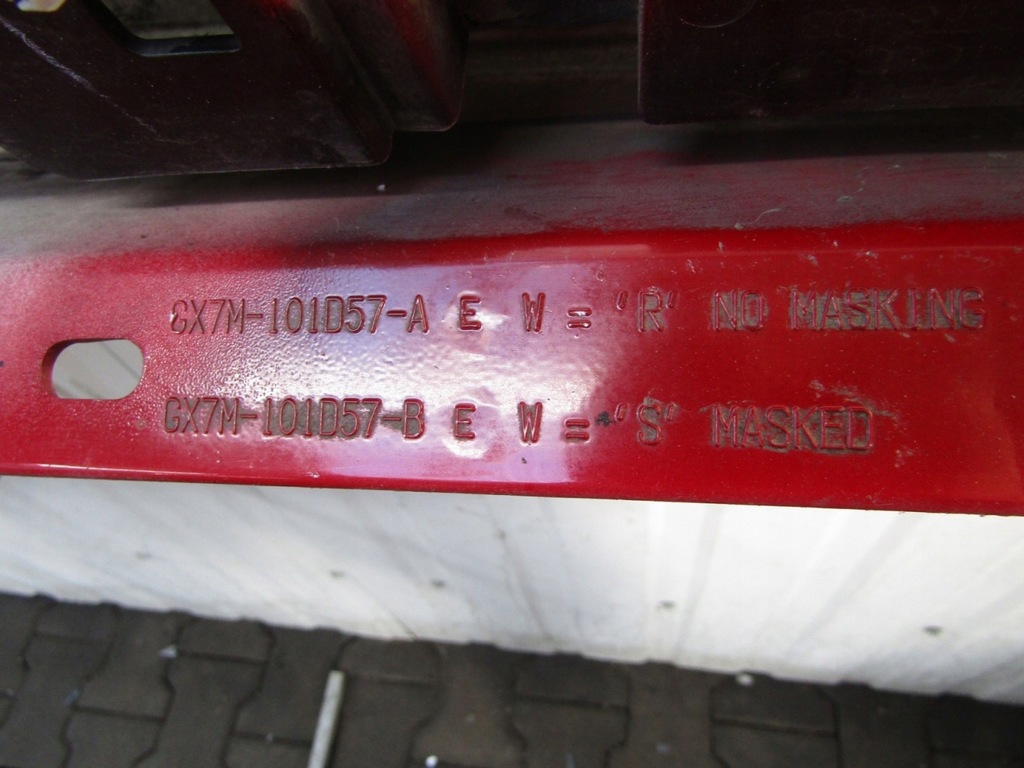 GX7M-101D57-A E W = 'R' NO MASKING
GX7M-101D57-B E W = 'S' MASKED